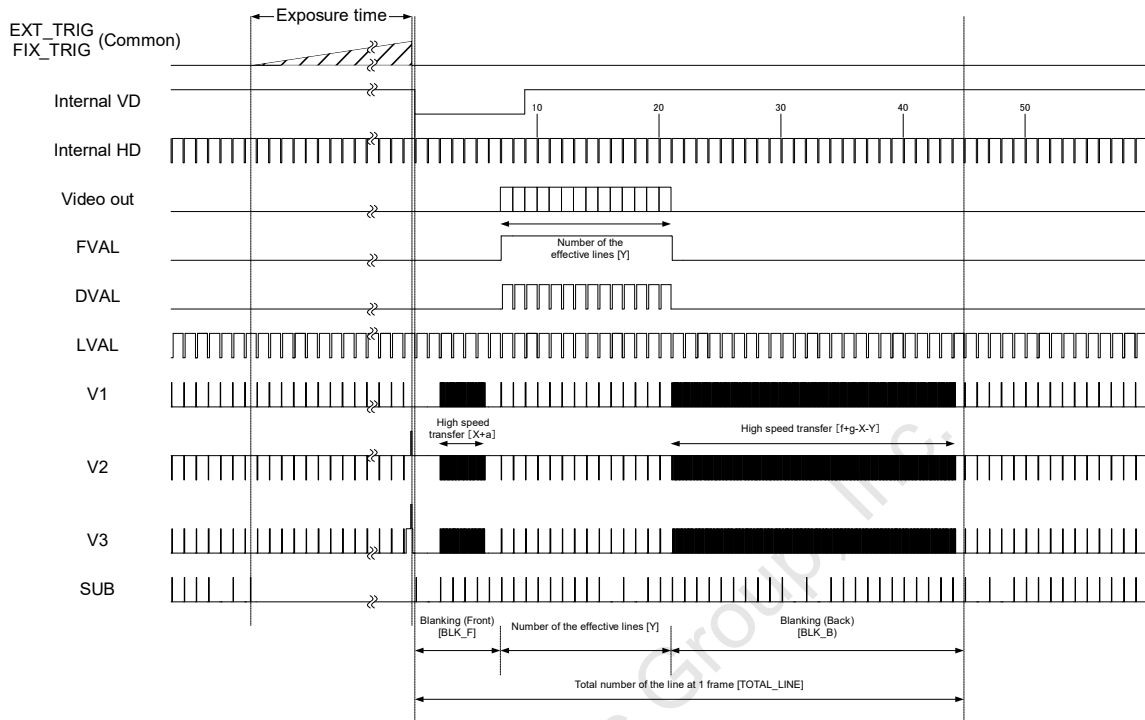 Exposure time
EXT_TRIG
FIX_TRIG (Common)
Internal VD
10 20 30 40 50
Internal HD
Video out
Number of the
effective lines [Y]
FVAL
DVAL
LVAL
V1
High speed
transfer [X+a]
High speed transfer [f+g-X-Y]
V2
V3
SUB
Blanking (Front)
[BLK_F]
Number of the effective lines [Y]
Blanking (Back)
[BLK_B)
Total number of the line at 1 frame [TOTAL_LINE]
Group, Inc.